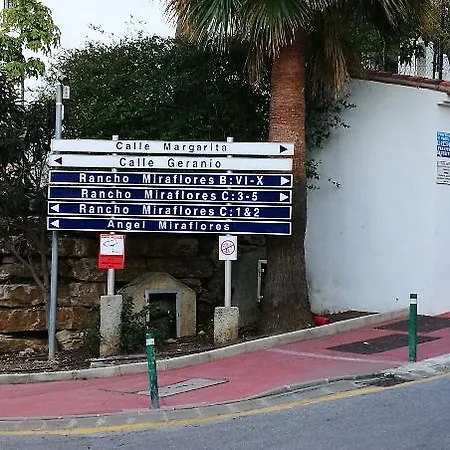 Calle Margarita
Calle Geranio
Rancho Miraflores B:VI-X
Rancho Miraflores C:3-5
Rancho Miraflores C:1&2
Angel Miraflores